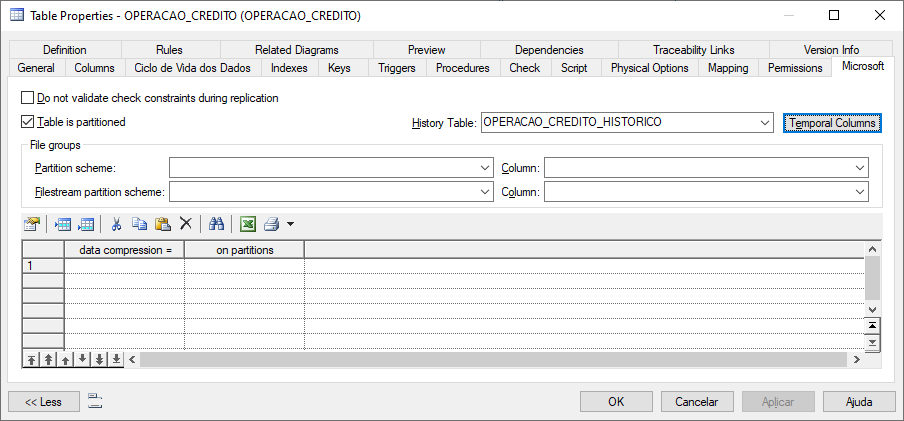 Table Properties - OPERACAO_CREDITO (OPERACAO_CREDITO)
Definition Rules Related Diagrams Preview Dependencies Traceability Links Version Info
General Columns Ciclo de Vida dos Dados Indexes Keys Triggers Procedures Check Script Physical Options Mapping Permissions Microsoft
Do not validate check constraints during replication
Table is partitioned History Table: OPERACAO_CREDITO_HISTORICO Temporal Columns
File groups
Partition scheme: Column:
Filestream partition scheme: Column:
data compression = on partitions
1
<< Less OK Cancelar Aplicar Ajuda